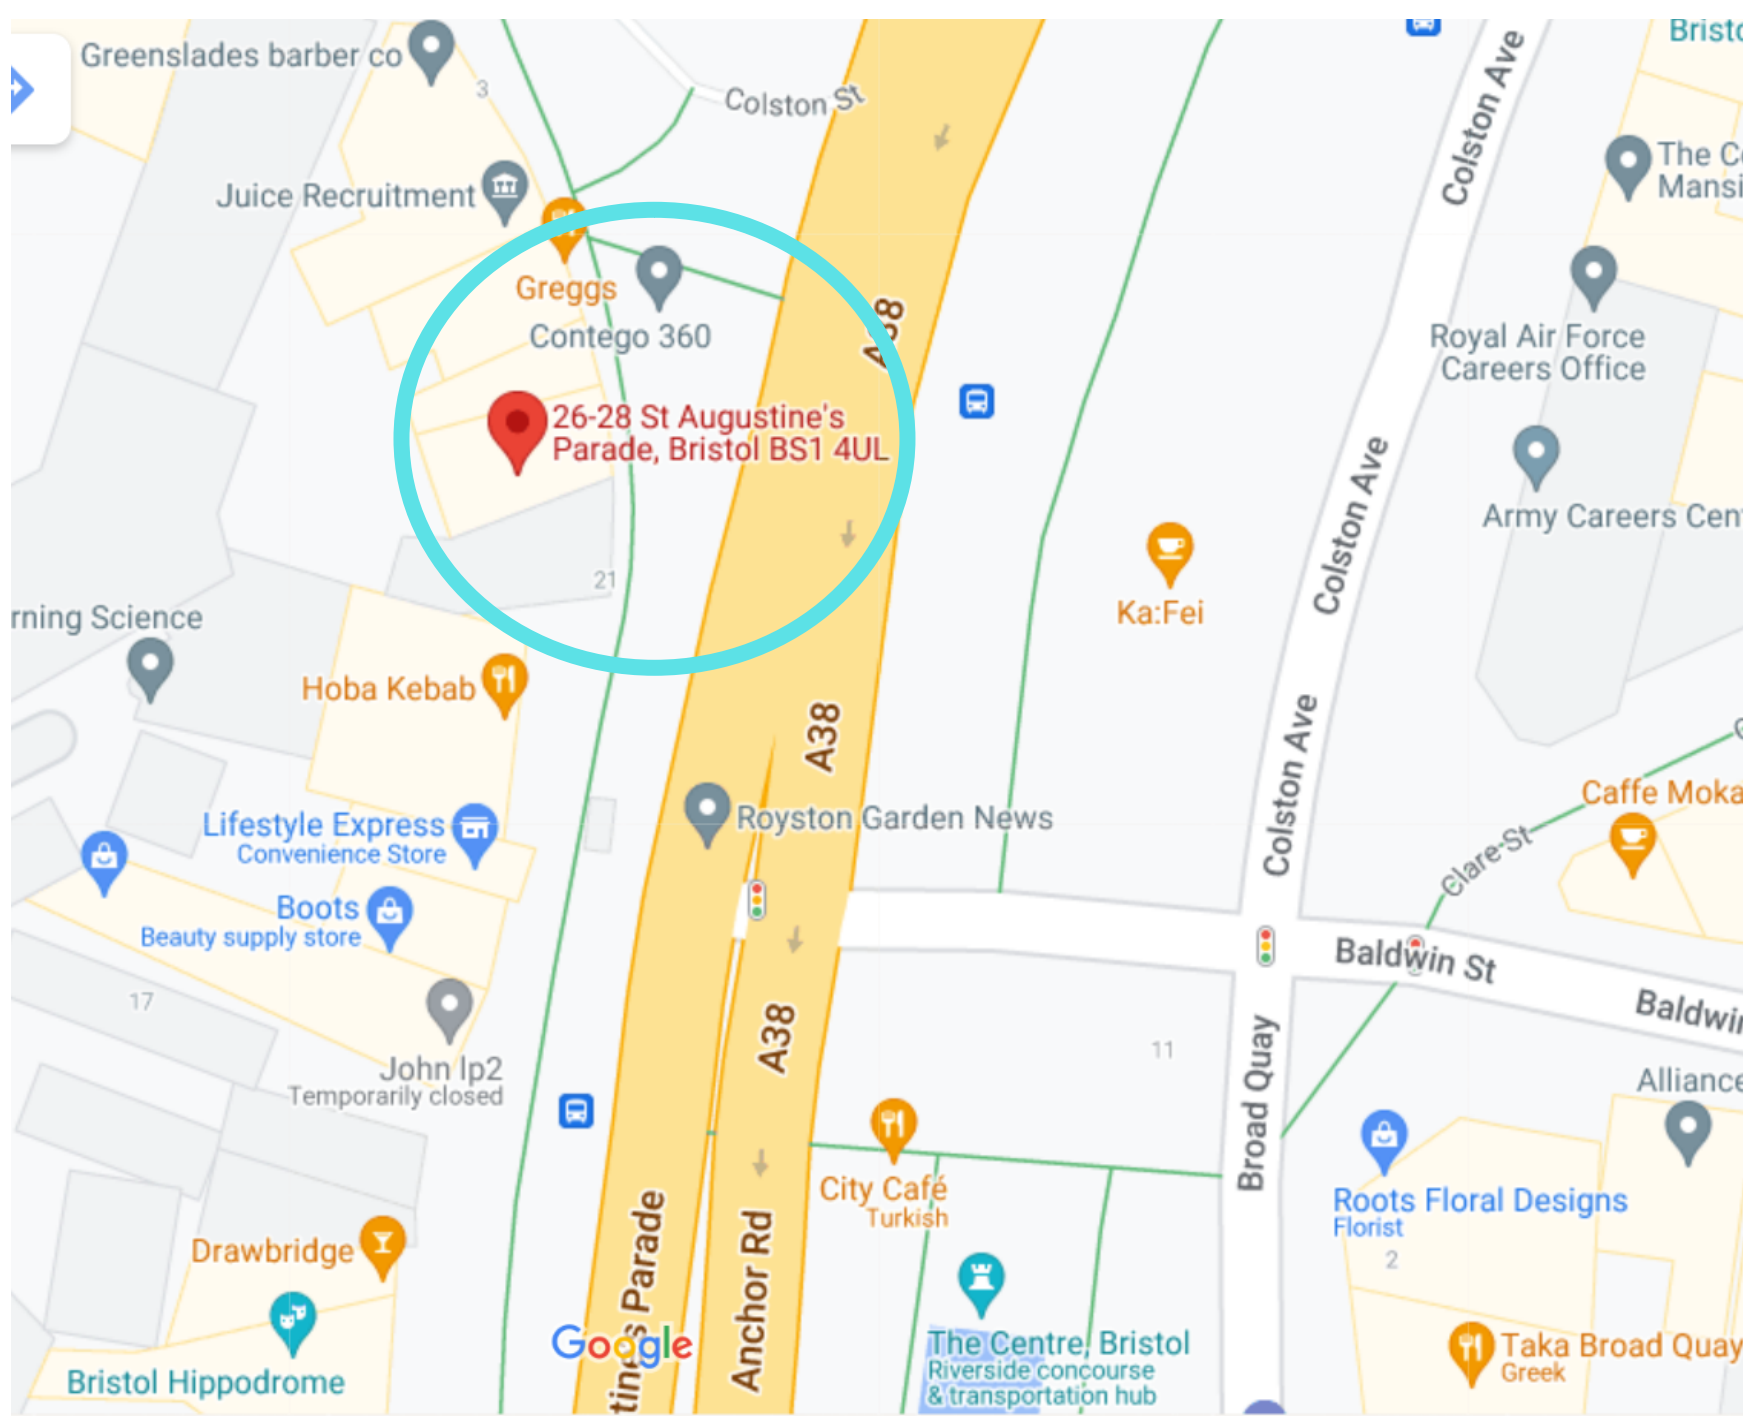 Greenslades barber co
3
Colston St
Colston Ave
Bristo
The Co
Mansi
Juice Recruitment
Greggs
Contego 360
A38
Royal Air Force
Careers Office
26-28 St Augustine's
Parade, Bristol BS1 4UL
Colston Ave
Army Careers Cen
21
Ka:Fei
rning Science
Hoba Kebab
A38
Colston Ave
Caffe Moka
Lifestyle Express
Convenience Store
Royston Garden News
Clare St
Boots
Beauty supply store
Baldwin St
Baldwin
17
A38
11
John Ip2
Temporarily closed
Broad Quay
Alliance
City Café
Turkish
Roots Floral Designs
Florist
2
Drawbridge
tine's Parade
Anchor Rd
Google
The Centre, Bristol
Riverside concourse
& transportation hub
Taka Broad Quay
Greek
Bristol Hippodrome